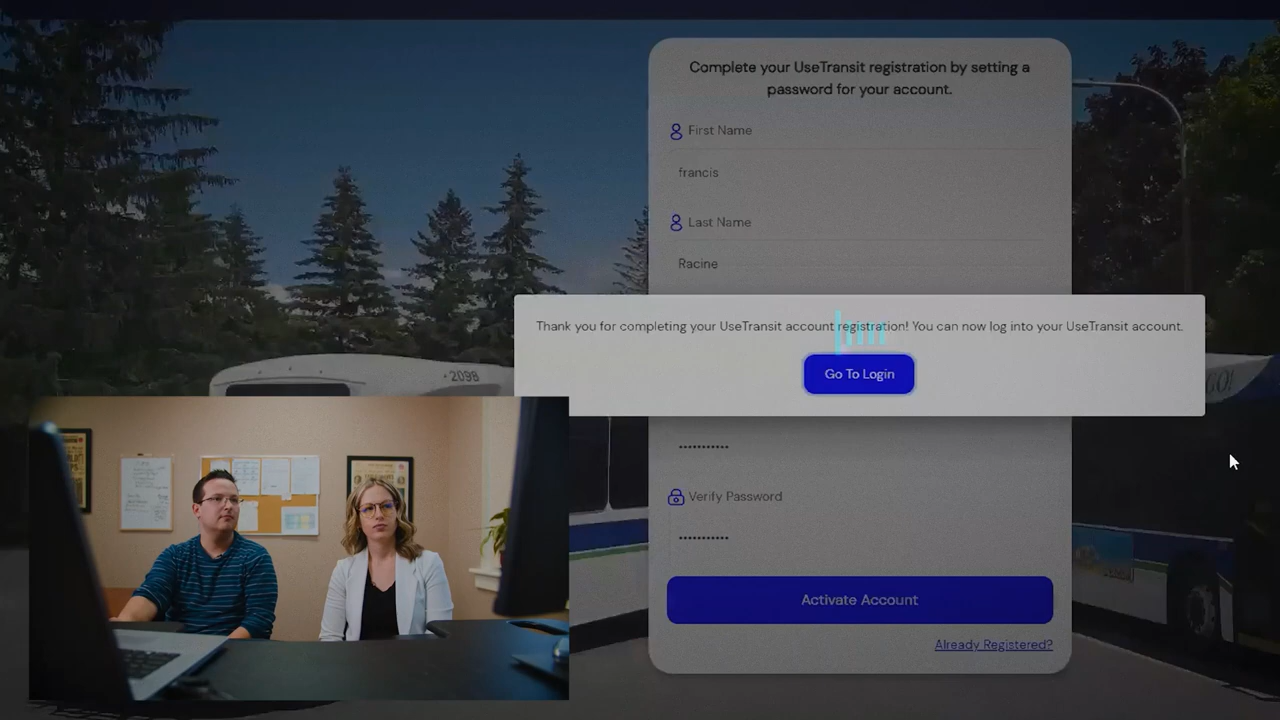 Complete your UseTransit registration by setting a
password for your account.
First Name
francis
Last Name
Racine
Thank you for completing your UseTransit account registration! You can now log into your UseTransit account.
Go To Login
2098
GO!
•••••••••••
Verify Password
•••••••••••
Activate Account
Already Registered?